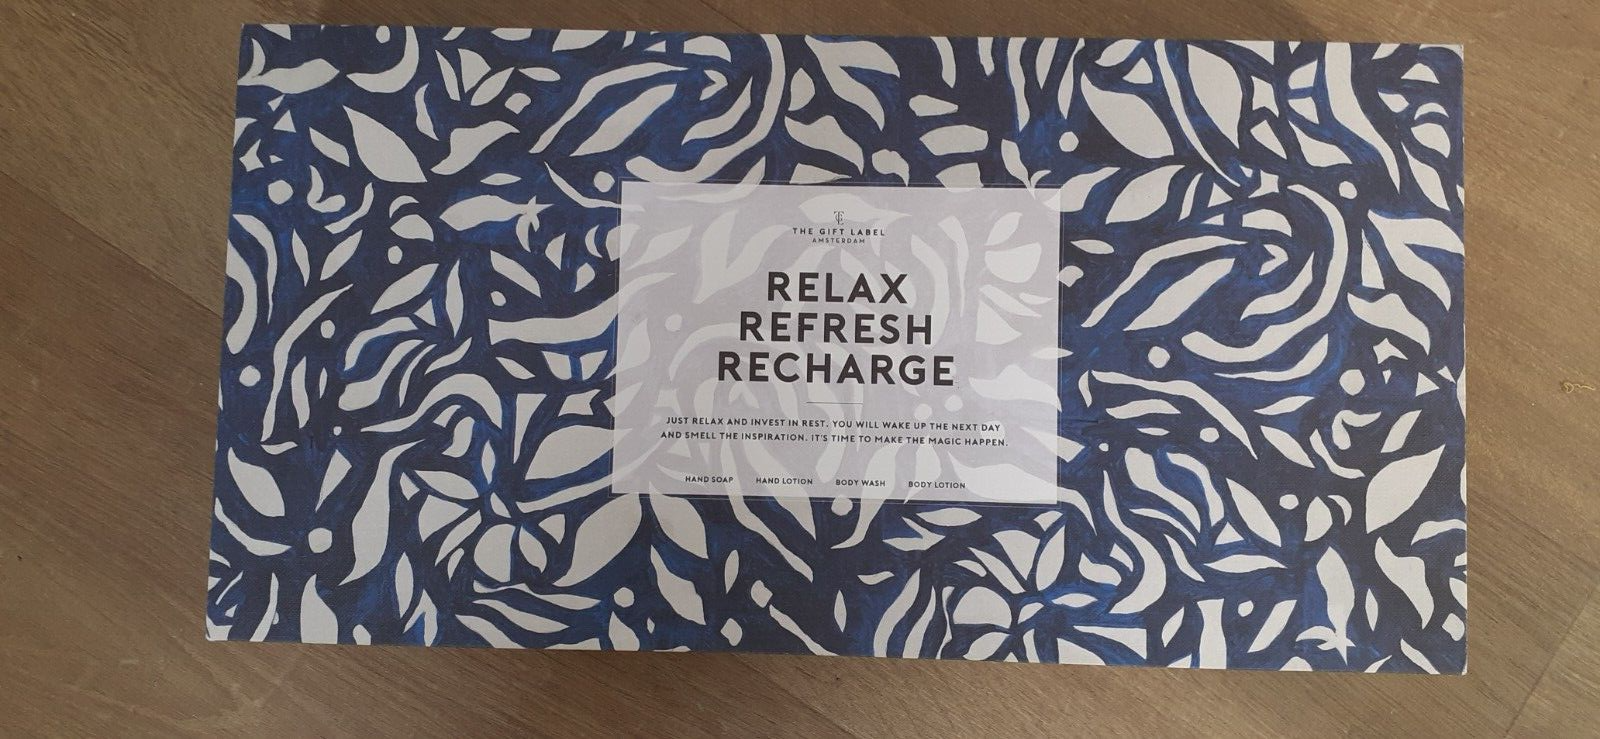 THE GIFT LABEL
AMSTERDAM
RELAX
REFRESH
RECHARGE
JUST RELAX AND INVEST IN REST. YOU WILL WAKE UP THE NEXT DAY
AND SMELL THE INSPIRATION. IT'S TIME TO MAKE THE MAGIC HAPPEN.
HAND SOAP HAND LOTION BODY WASH BODY LOTION